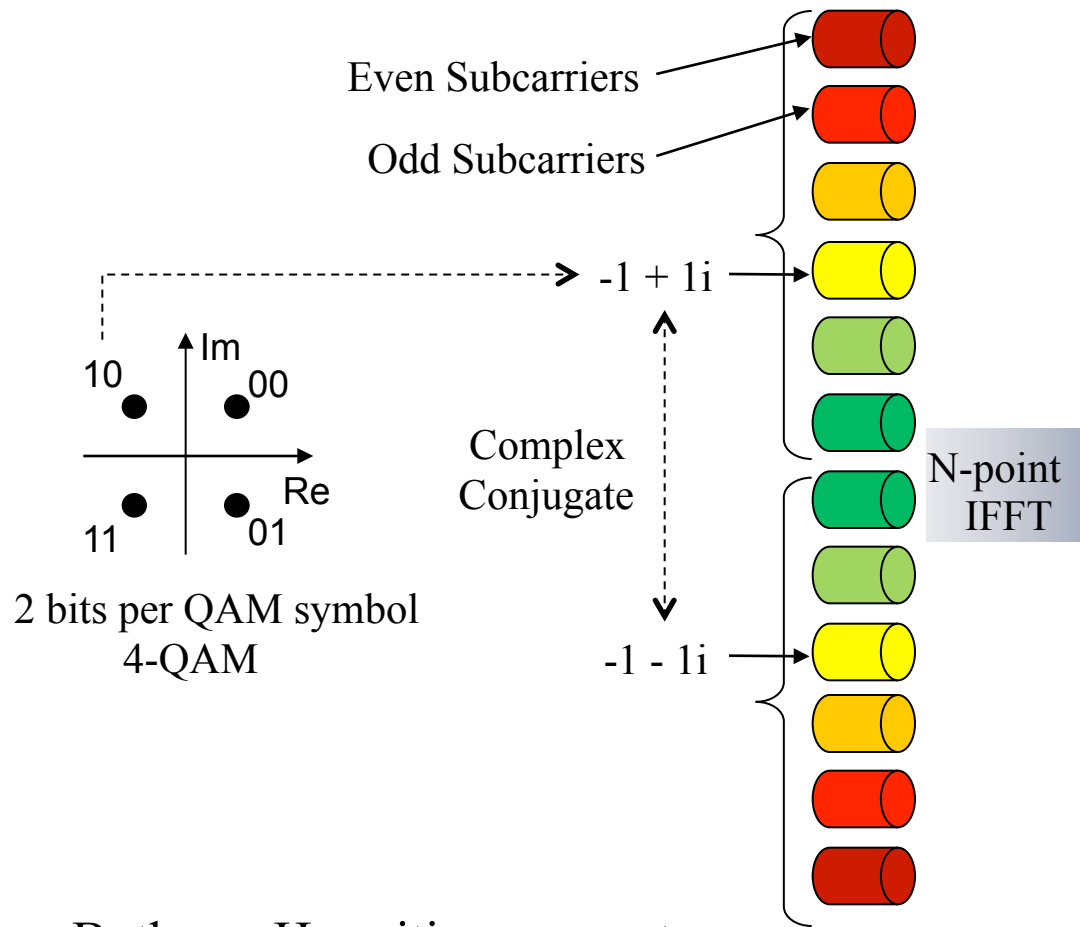 Even Subcarriers
Odd Subcarriers
-1 + 1i
Im
10
00
Complex
Conjugate
Re
11
01
N-point
IFFT
2 bits per QAM symbol
4-QAM
-1 - 1i